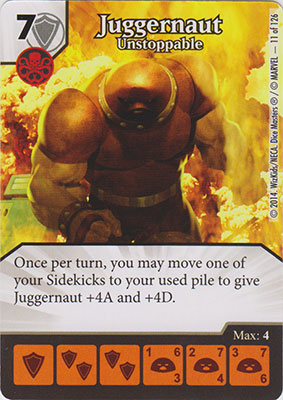 7
Juggernaut
Unstoppable
© 2014. WizKids/NECA. Dice Masters ® / © MARVEL — 11 of 126
Once per turn, you may move one of
your Sidekicks to your used pile to give
Juggernaut +4A and +4D.
Max: 4
1 6 2 7 3 7
3 4 6